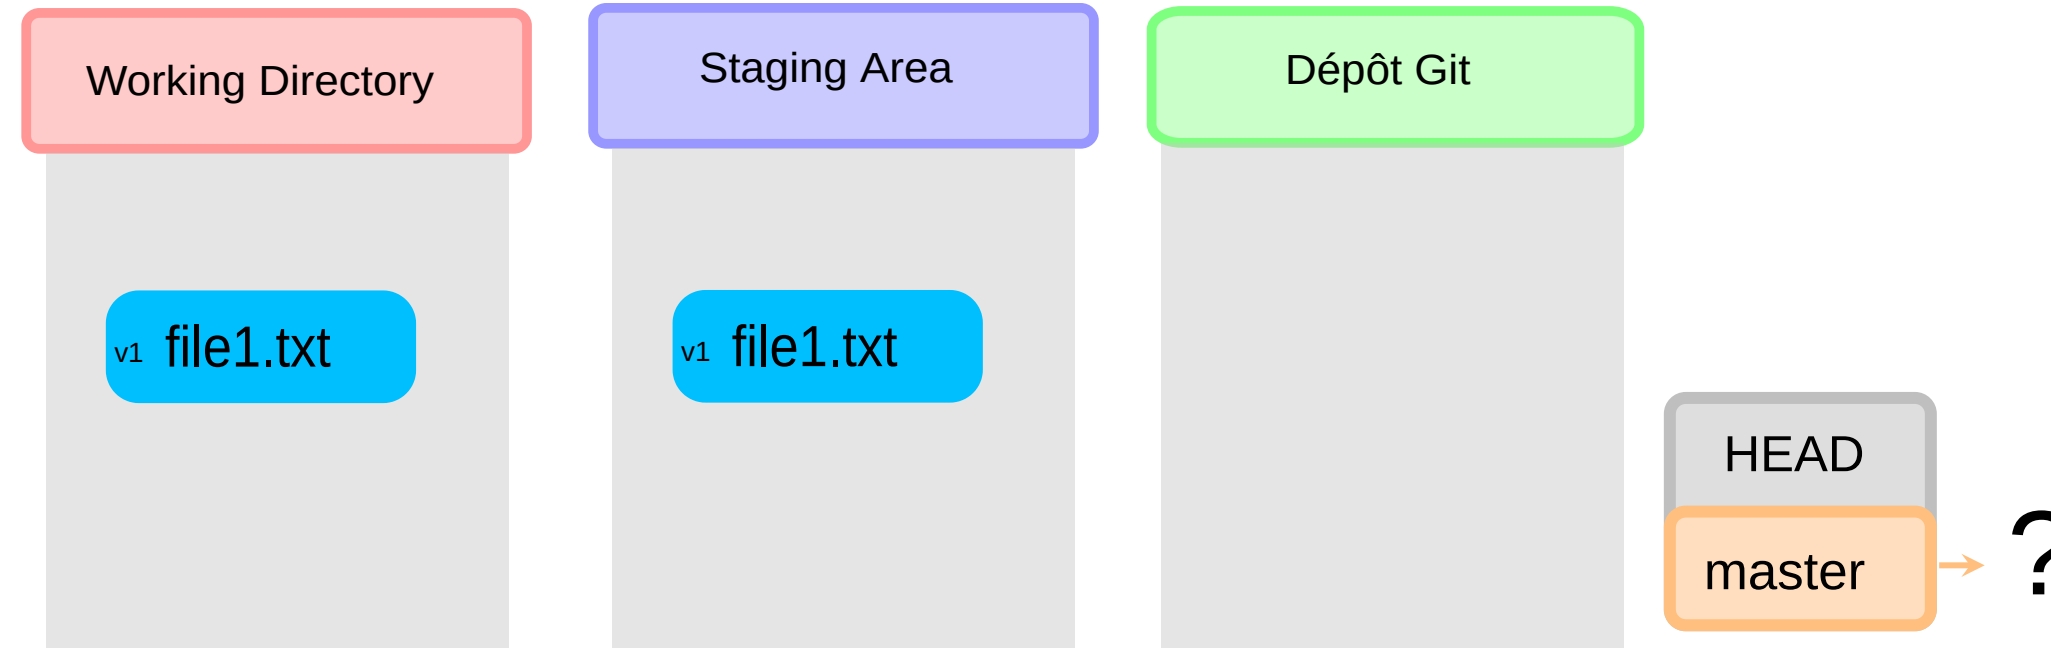 Working Directory
Staging Area
Dépôt Git
v1 file1.txt
v1 file1.txt
HEAD
master
?